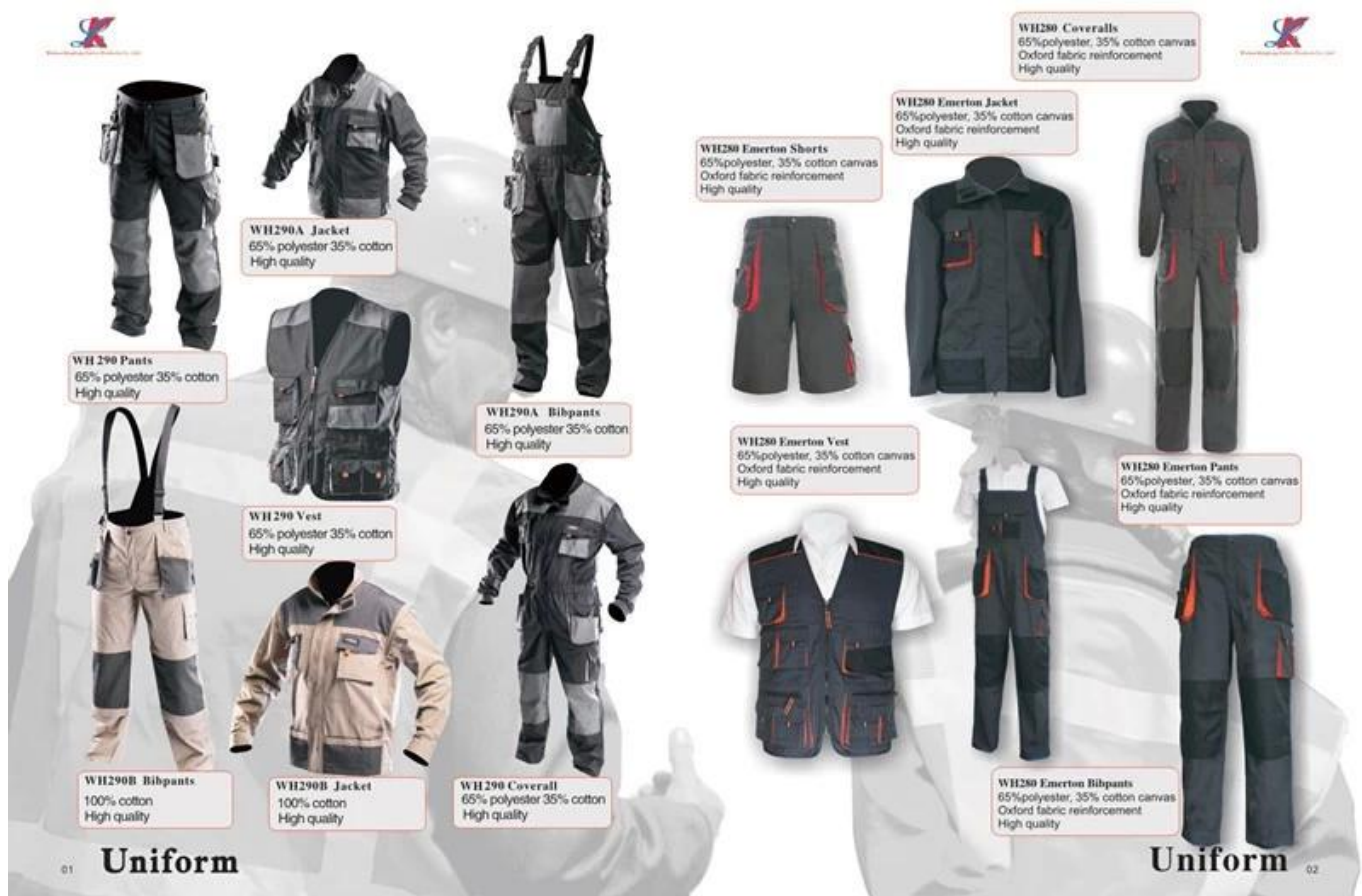 WH290A Jacket
65% polyester 35% cotton
High quality
WH 290 Pants
65% polyester 35% cotton
High quality
WH290A Bibpants
65% polyester 35% cotton
High quality
WH 290 Vest
65% polyester 35% cotton
High quality
WH290B Bibpants
100% cotton
High quality
WH290B Jacket
100% cotton
High quality
WH 290 Coverall
65% polyester 35% cotton
High quality
01 Uniform
WH280 Coveralls
65%polyester, 35% cotton canvas
Oxford fabric reinforcement
High quality
WH280 Emerton Jacket
65%polyester, 35% cotton canvas
Oxford fabric reinforcement
High quality
WH280 Emerton Shorts
65%polyester, 35% cotton canvas
Oxford fabric reinforcement
High quality
WH280 Emerton Vest
65%polyester, 35% cotton canvas
Oxford fabric reinforcement
High quality
WH280 Emerton Pants
65%polyester, 35% cotton canvas
Oxford fabric reinforcement
High quality
WH280 Emerton Bibpants
65%polyester, 35% cotton canvas
Oxford fabric reinforcement
High quality
Uniform 02